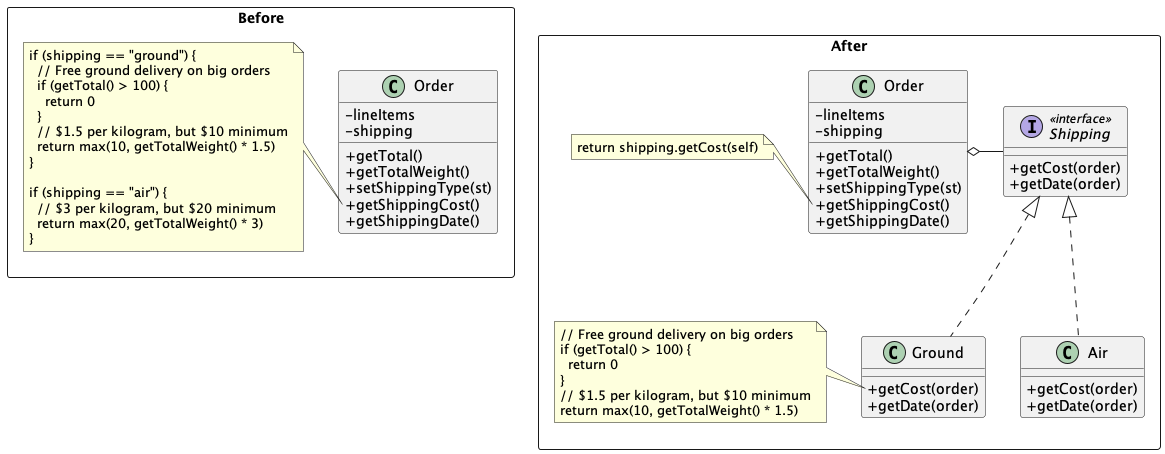 Before
if (shipping == "ground") {
  // Free ground delivery on big orders
  if (getTotal() > 100) {
    return 0
  }
  // $1.5 per kilogram, but $10 minimum
  return max(10, getTotalWeight() * 1.5)
}

if (shipping == "air") {
  // $3 per kilogram, but $20 minimum
  return max(20, getTotalWeight() * 3)
}
C Order
-lineItems
-shipping
+getTotal()
+getTotalWeight()
+setShippingType(st)
+getShippingCost()
+getShippingDate()
After
return shipping.getCost(self)
C Order
-lineItems
-shipping
+getTotal()
+getTotalWeight()
+setShippingType(st)
+getShippingCost()
+getShippingDate()
I «interface»
Shipping
+getCost(order)
+getDate(order)
// Free ground delivery on big orders
if (getTotal() > 100) {
  return 0
}
// $1.5 per kilogram, but $10 minimum
return max(10, getTotalWeight() * 1.5)
C Ground
+getCost(order)
+getDate(order)
C Air
+getCost(order)
+getDate(order)